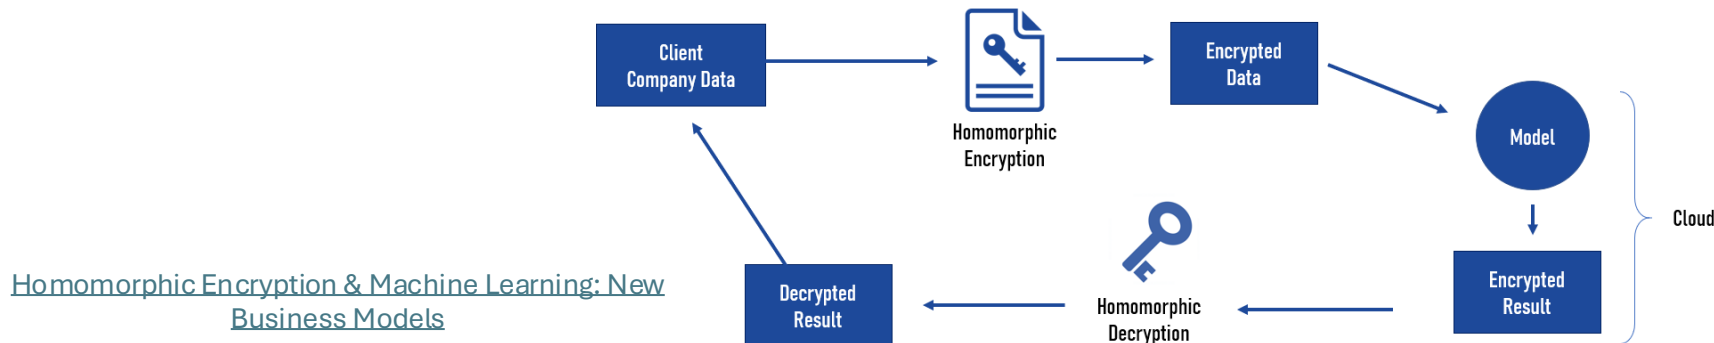 Client
Company Data
Homomorphic
Encryption
Encrypted
Data
Model
Cloud
Encrypted
Result
Homomorphic
Decryption
Decrypted
Result
Homomorphic Encryption & Machine Learning: New
Business Models